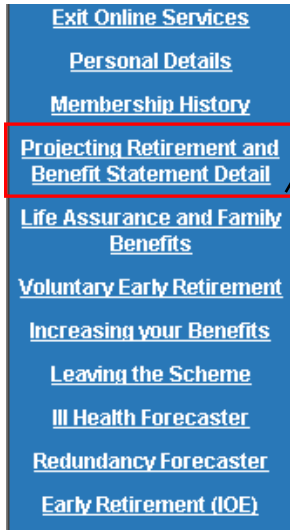 Exit Online Services
Personal Details
Membership History
Projecting Retirement and
Benefit Statement Detail
Life Assurance and Family
Benefits
Voluntary Early Retirement
Increasing your Benefits
Leaving the Scheme
Ill Health Forecaster
Redundancy Forecaster
Early Retirement (IOE)